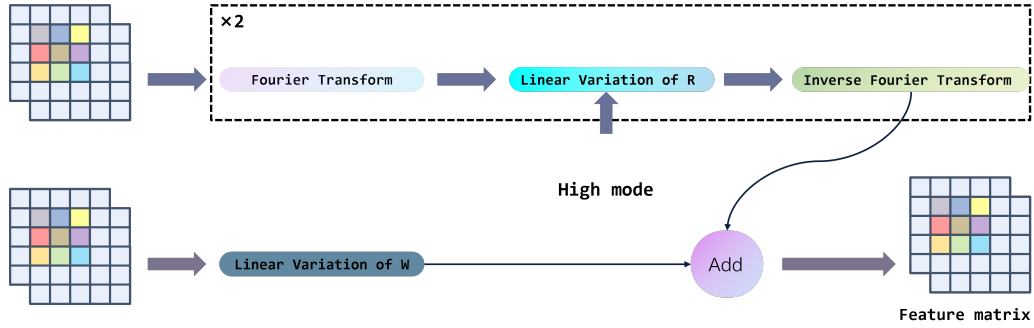 ×2
Fourier Transform
Linear Variation of R
Inverse Fourier Transform
High mode
Linear Variation of W
Add
Feature matrix